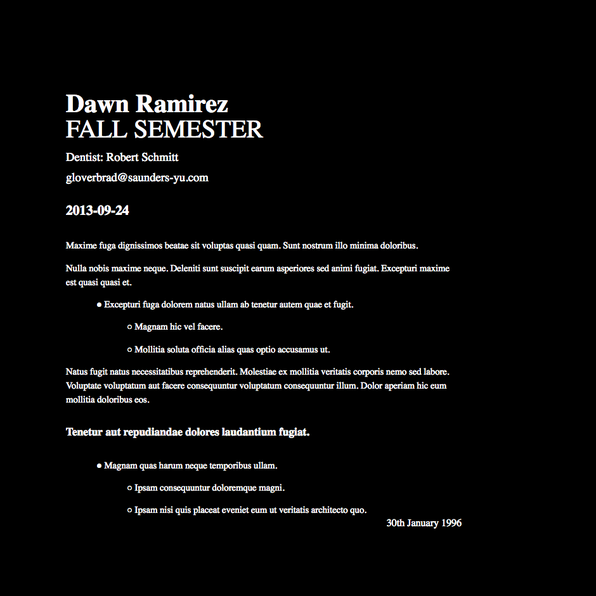 Dawn Ramirez
FALL SEMESTER
Dentist: Robert Schmitt
gloverbrad@saunders-yu.com
2013-09-24
Maxime fuga dignissimos beatae sit voluptas quasi quam. Sunt nostrum illo minima doloribus.
Nulla nobis maxime neque. Deleniti sunt suscipit earum asperiores sed animi fugiat. Excepturi maxime
est quasi quasi et.
• Excepturi fuga dolorem natus ullam ab tenetur autem quae et fugit.
○ Magnam hic vel facere.
○ Mollitia soluta officia alias quas optio accusamus ut.
Natus fugit natus necessitatibus reprehenderit. Molestiae ex mollitia veritatis corporis nemo sed labore.
Voluptate voluptatum aut facere consequuntur voluptatum consequuntur illum. Dolor aperiam hic eum
mollitia doloribus eos.
Tenetur aut repudiandae dolores laudantium fugiat.
• Magnam quas harum neque temporibus ullam.
○ Ipsam consequuntur doloremque magni.
○ Ipsam nisi quis placeat eveniet eum ut veritatis architecto quo.
30th January 1996